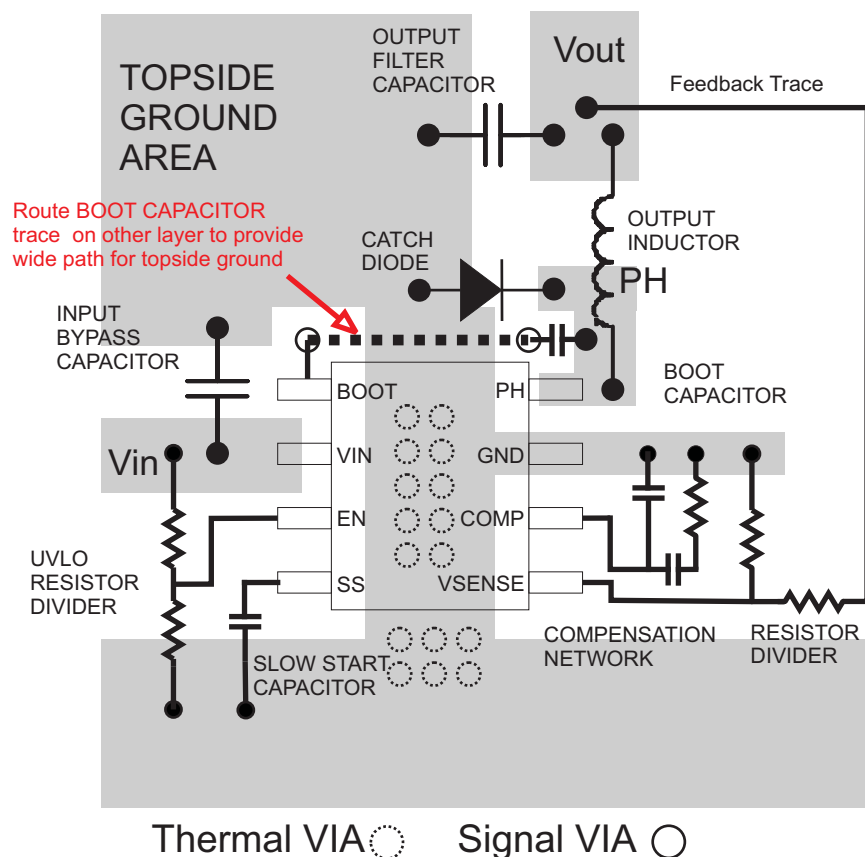 TOPSIDE
GROUND
AREA
OUTPUT
FILTER
CAPACITOR
Vout
Feedback Trace
Route BOOT CAPACITOR
trace on other layer to provide
wide path for topside ground
CATCH
DIODE
OUTPUT
INDUCTOR
PH
INPUT
BYPASS
CAPACITOR
BOOT
CAPACITOR
BOOT
PH
Vin
VIN
GND
EN
COMP
UVLO
RESISTOR
DIVIDER
SS
VSENSE
SLOW START
CAPACITOR
COMPENSATION
NETWORK
RESISTOR
DIVIDER
Thermal VIA
Signal VIA